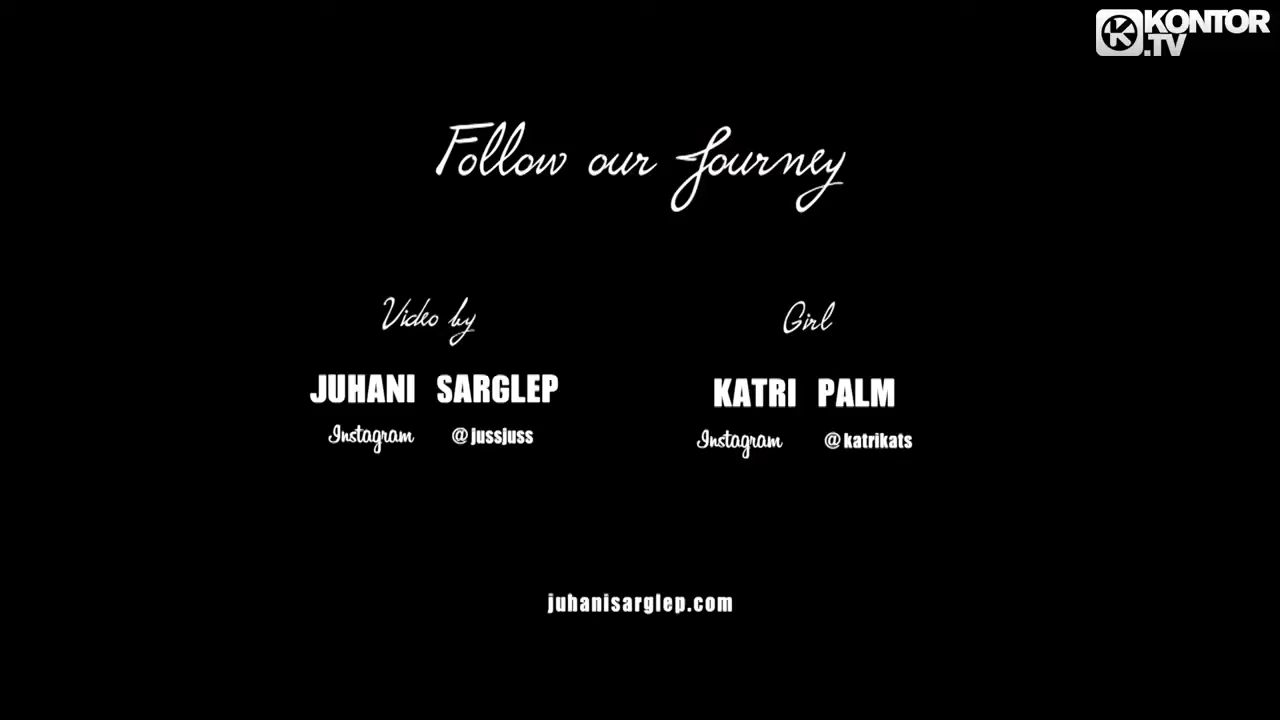 KONTOR
.TV
Follow our Journey
Video by
Girl
JUHANI SARGLEP
KATRI PALM
Instagram @jussjuss
Instagram @katrikats
juhanisarglep.com